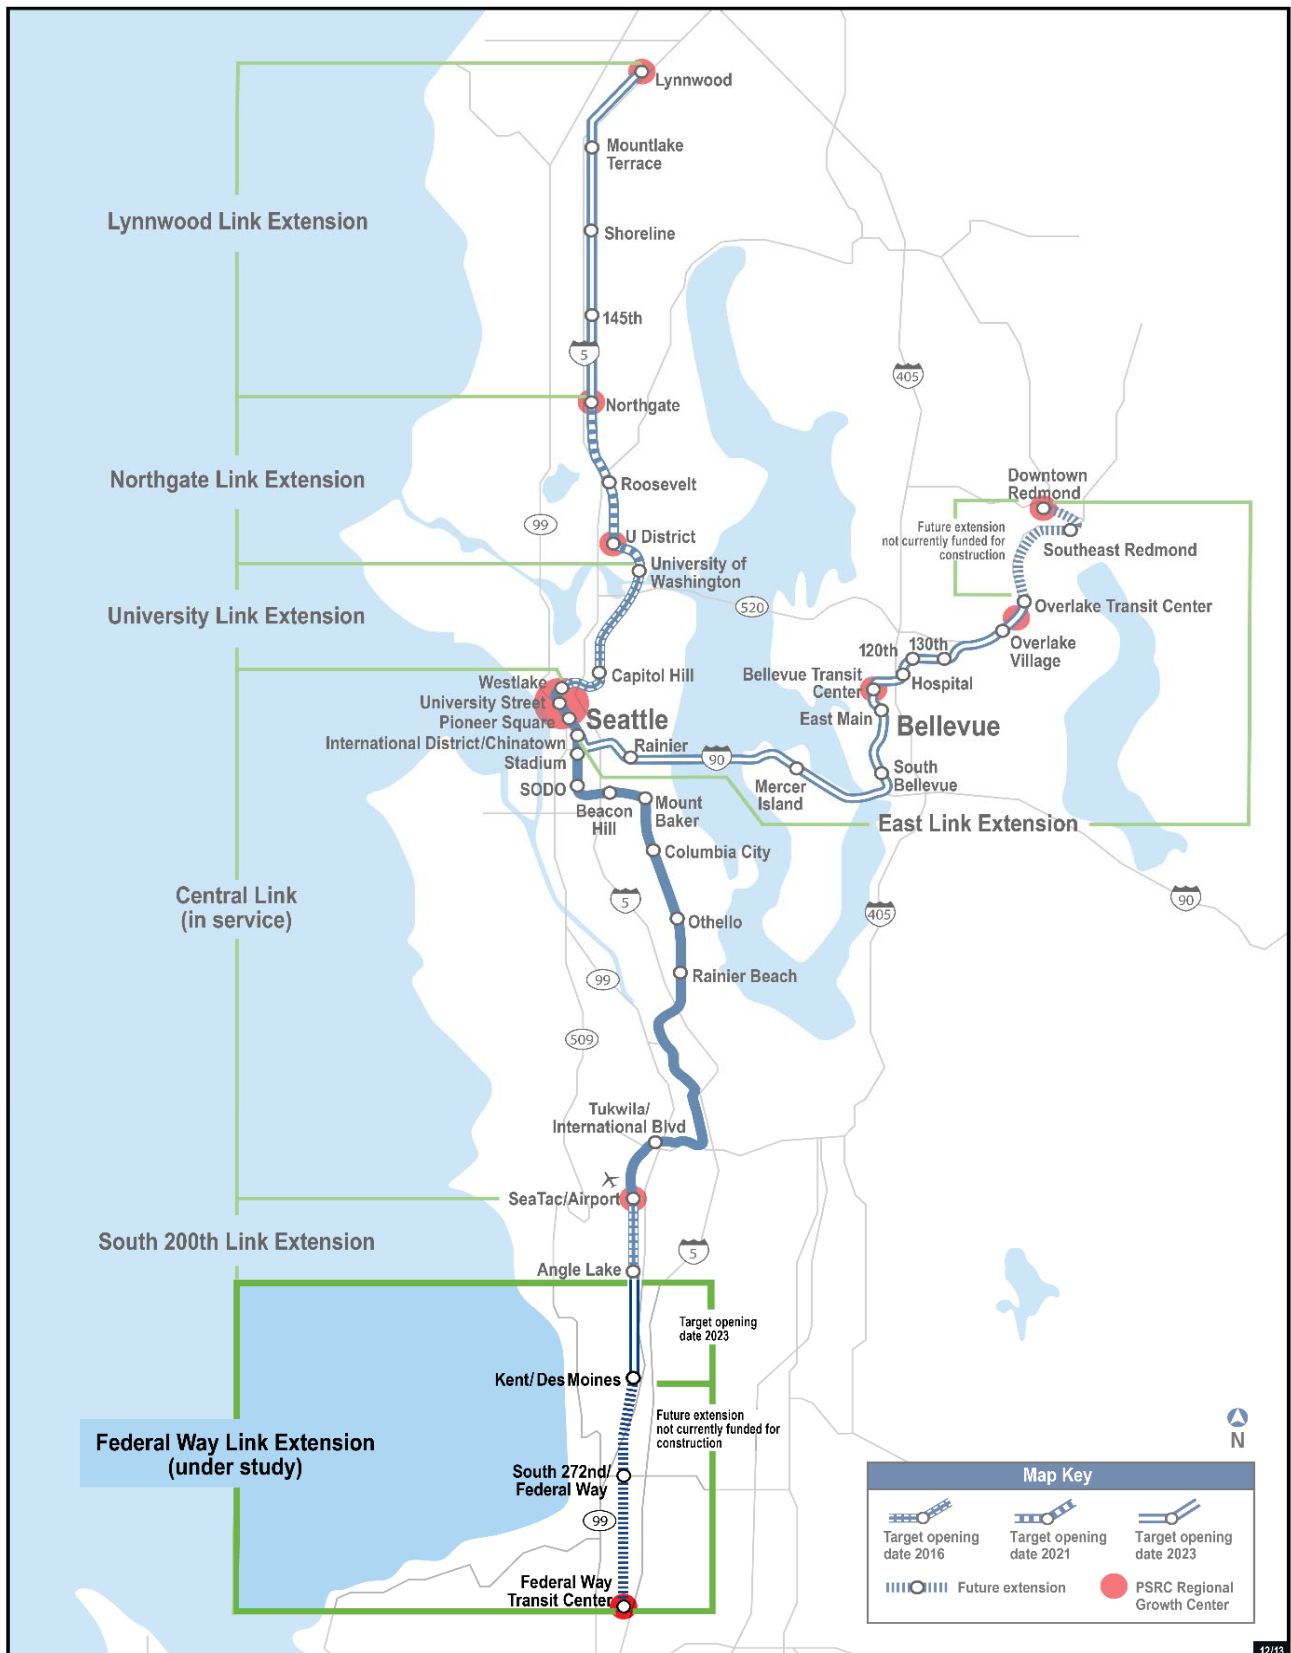 Lynnwood
Mountlake
Terrace
Lynnwood Link Extension
Shoreline
145th
5
405
Northgate
Northgate Link Extension
Roosevelt
Downtown
Redmond
99
U District
Future extension
not currently funded for
construction
Southeast Redmond
University of
Washington
520
Overlake Transit Center
University Link Extension
120th
130th
Overlake
Village
Westlake
Capitol Hill
Bellevue Transit
Center
Hospital
University Street
Pioneer Square
Seattle
East Main
Bellevue
International District/Chinatown
Rainier
90
Stadium
South
Bellevue
SODO
Mercer
Island
Beacon
Hill
Mount
Baker
East Link Extension
Columbia City
Central Link
(in service)
5
405
90
Othello
99
Rainier Beach
509
Tukwila/
International Blvd
SeaTac/Airport
South 200th Link Extension
5
Angle Lake
Target opening
date 2023
Kent/Des Moines
Future extension
not currently funded for
construction
Federal Way Link Extension
(under study)
South 272nd/
Federal Way
99
Federal Way
Transit Center
N
Map Key
Target opening
date 2016
Target opening
date 2021
Target opening
date 2023
Future extension
PSRC Regional
Growth Center
12/13